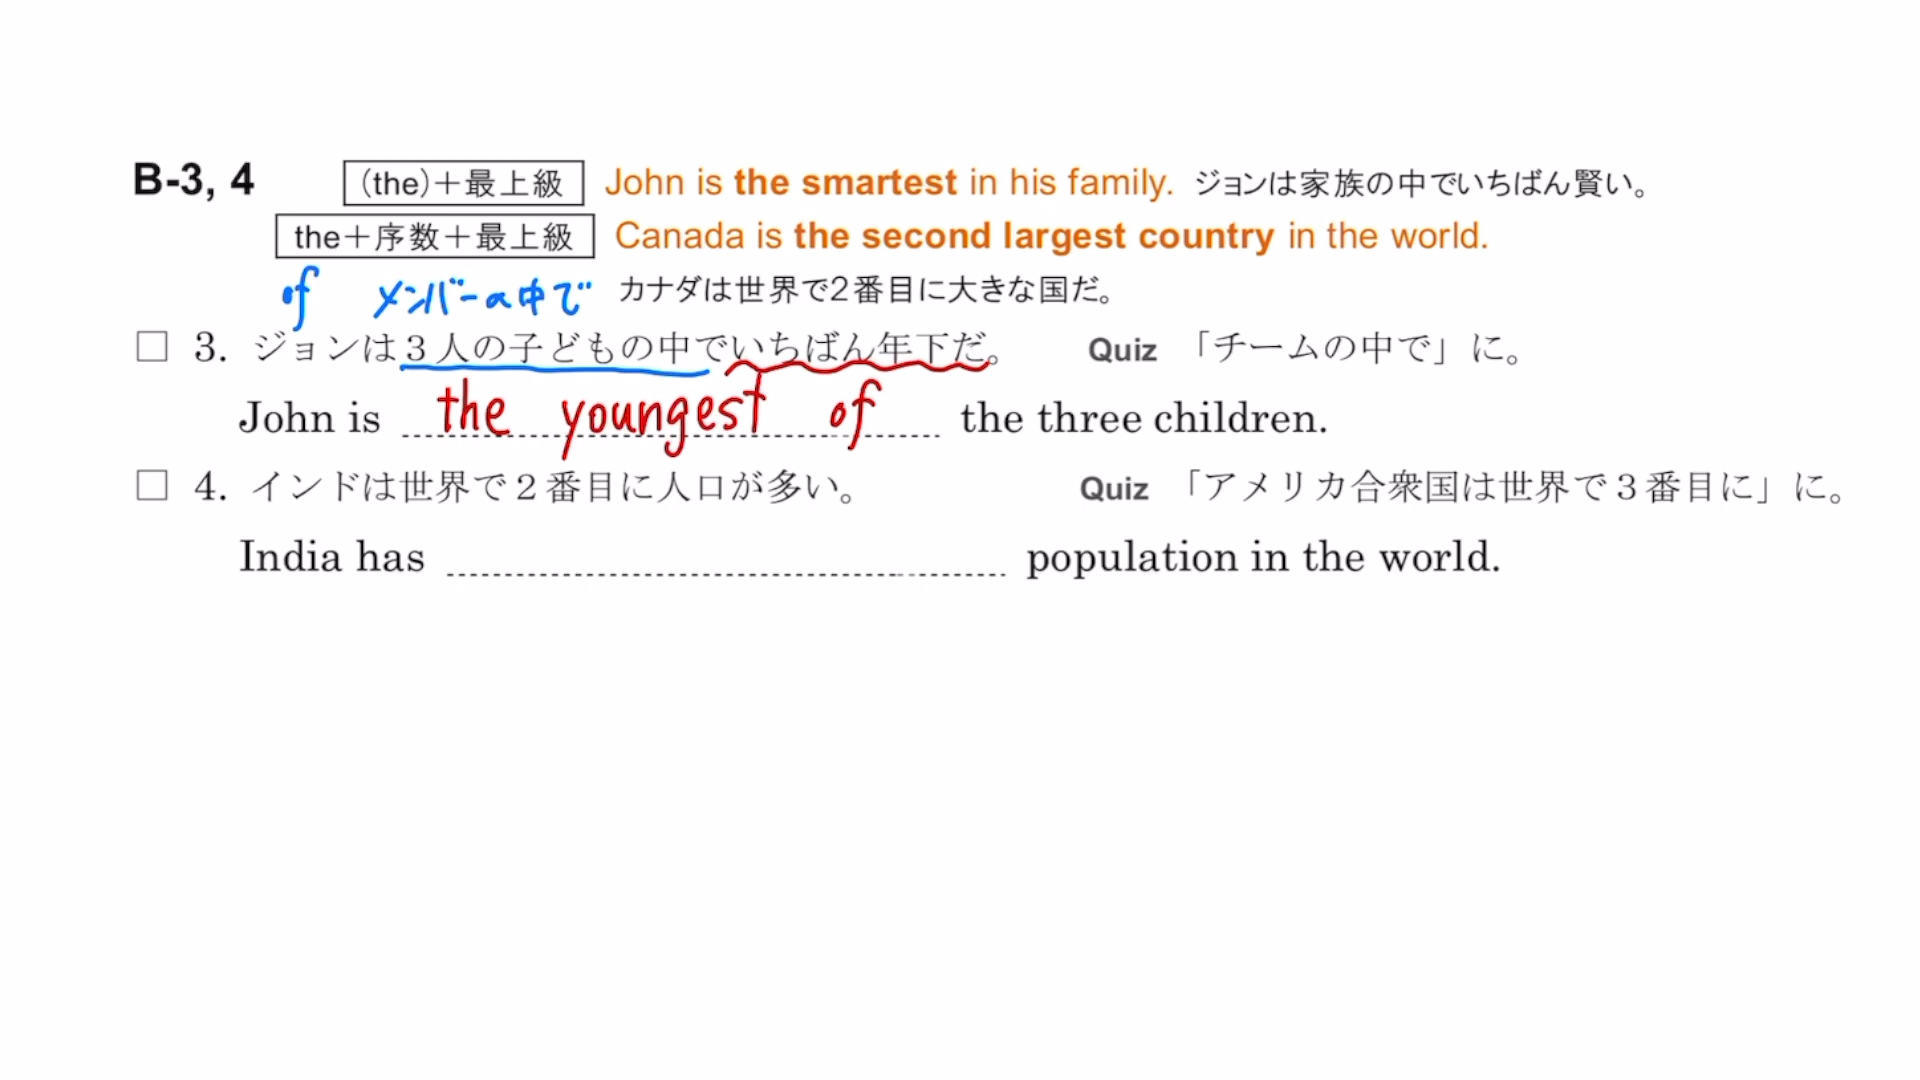 B-3, 4 (the)＋最上級 John is the smartest in his family. ジョンは家族の中でいちばん賢い。
the＋序数＋最上級 Canada is the second largest country in the world.
of メンバーの中で カナダは世界で2番目に大きな国だ。
□ 3. ジョンは３人の子どもの中でいちばん年下だ。 Quiz 「チームの中で」に。
John is the youngest of the three children.
□ 4. インドは世界で２番目に人口が多い。 Quiz 「アメリカ合衆国は世界で３番目に」に。
India has .............................. population in the world.